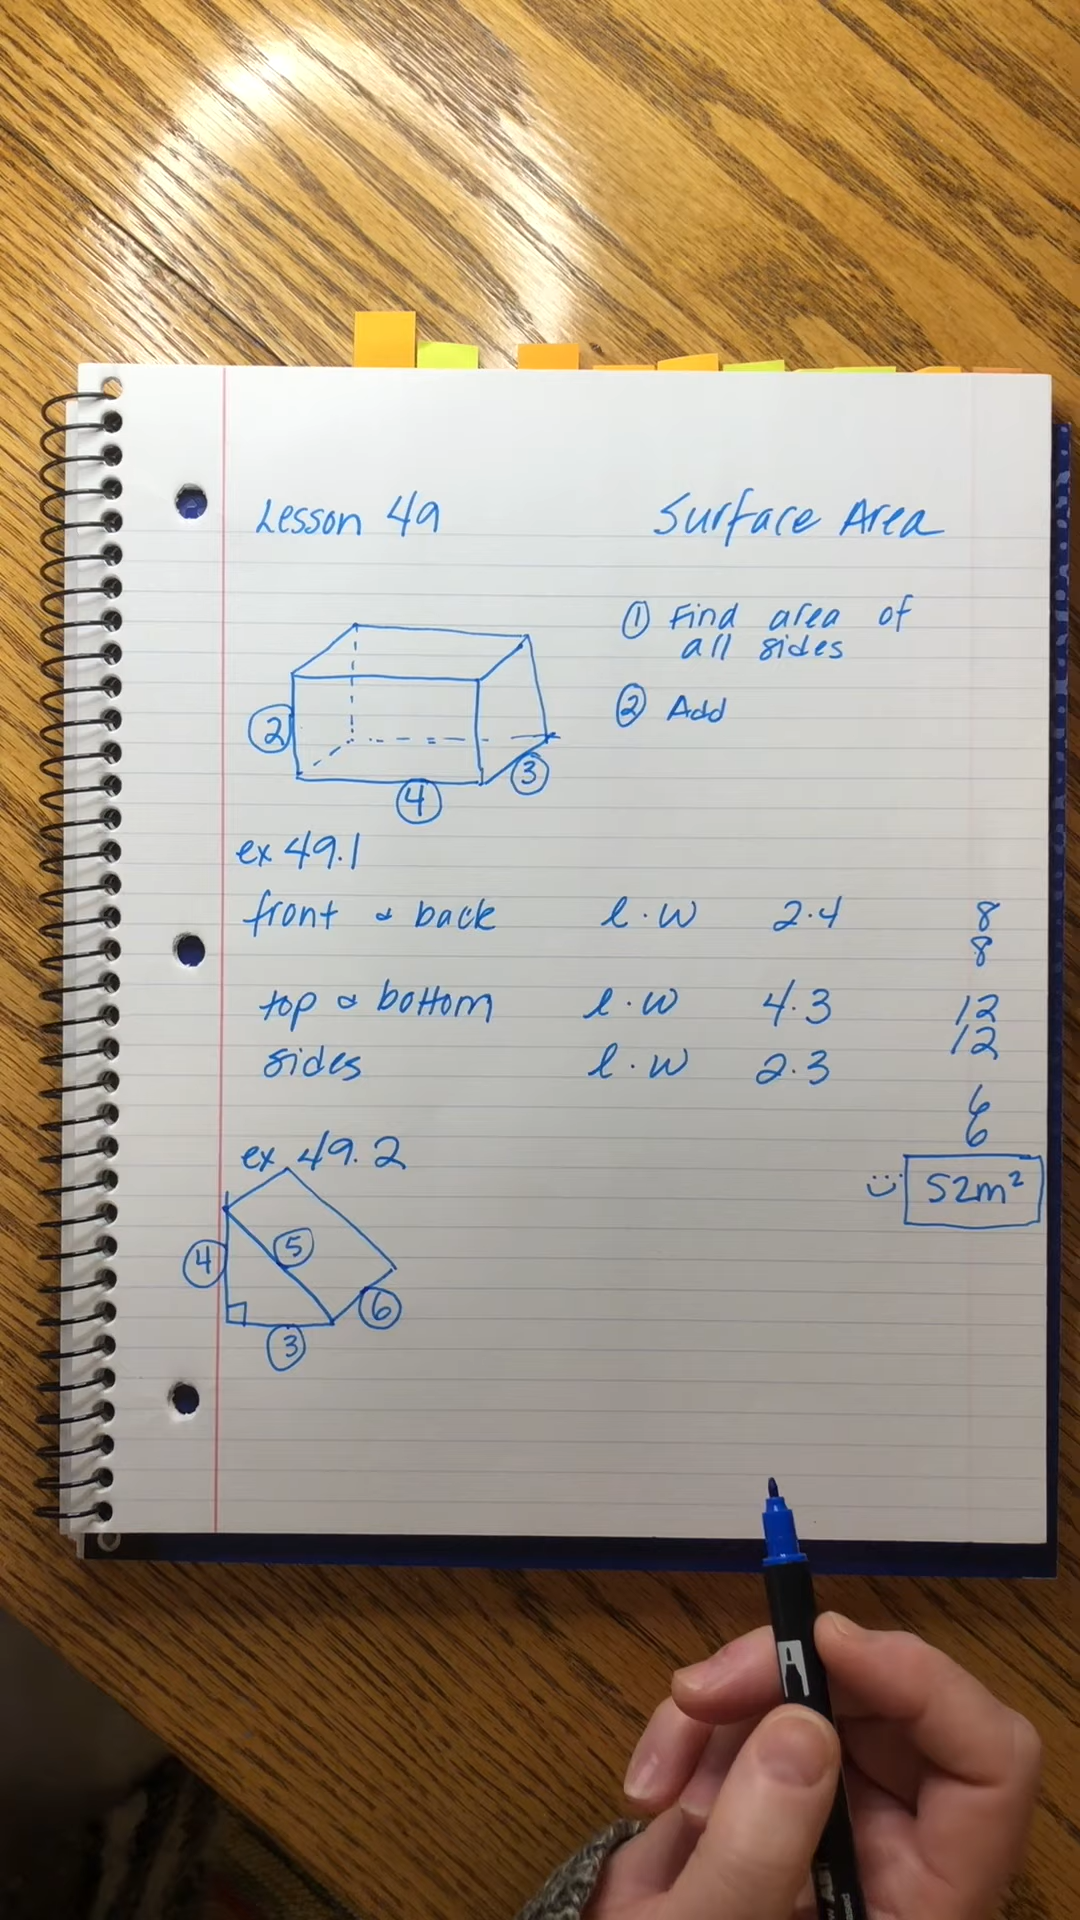 Lesson 49 Surface Area
① Find area of
all sides
② Add
2
3
4
ex 49.1
front & back l·w 2·4 8
8
top & bottom l·w 4·3 12
12
sides l·w 2·3
6
6
ex 49.2
52m²
4
5
6
3